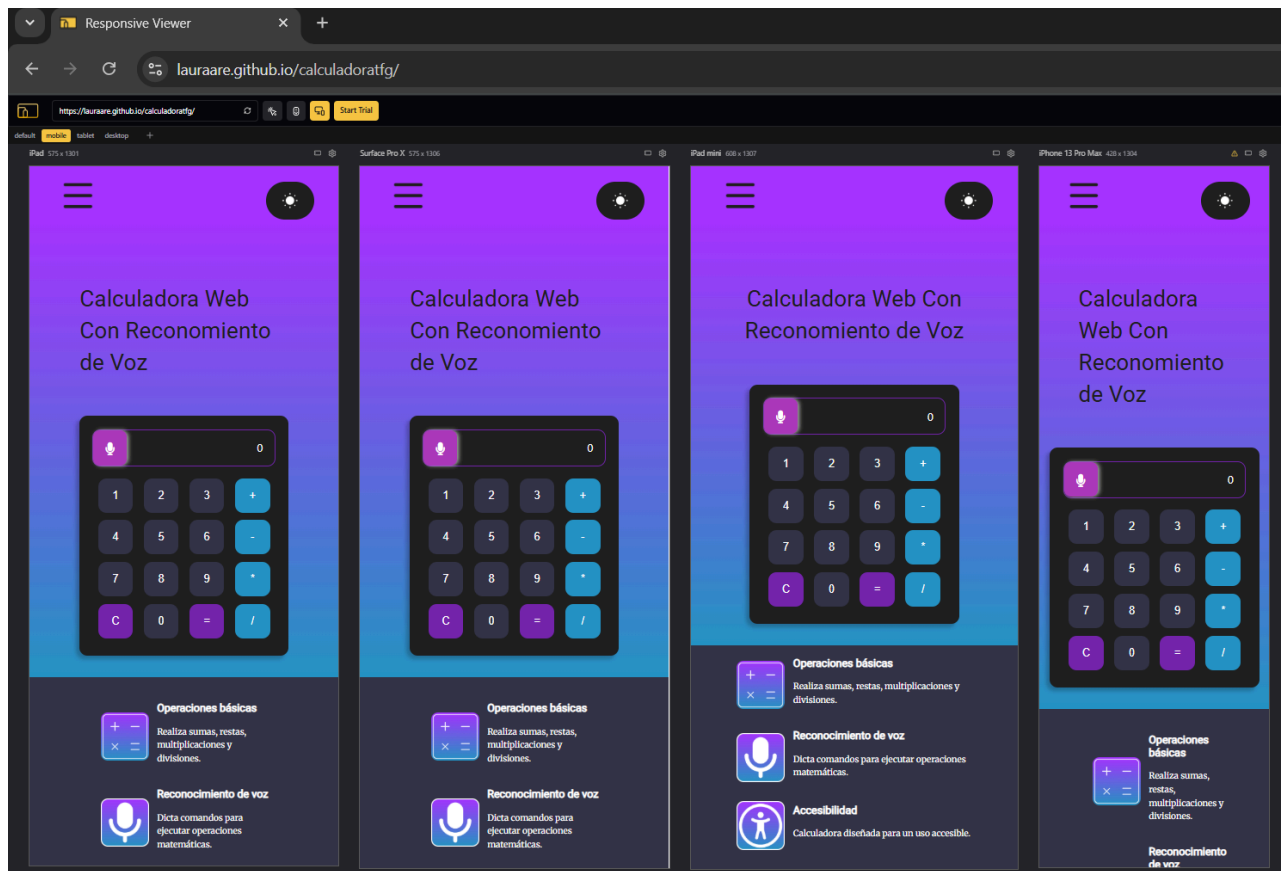 Responsive Viewer
lauraare.github.io/calculadoratfg/
https://lauraare.github.io/calculadoratfg/
Start Trial
default mobile tablet desktop +
iPad 575 x 1301
Surface Pro X 575 x 1306
iPad mini 608 x 1307
iPhone 13 Pro Max 428 x 1304
Calculadora Web
Con Reconomiento
de Voz
0
1 2 3 +
4 5 6 -
7 8 9 *
C 0 = /
Operaciones básicas
Realiza sumas, restas,
multiplicaciones y
divisiones.
Reconocimiento de voz
Dicta comandos para
ejecutar operaciones
matemáticas.
Calculadora Web
Con Reconomiento
de Voz
0
1 2 3 +
4 5 6 -
7 8 9 *
C 0 = /
Operaciones básicas
Realiza sumas, restas,
multiplicaciones y
divisiones.
Reconocimiento de voz
Dicta comandos para
ejecutar operaciones
matemáticas.
Calculadora Web Con
Reconomiento de Voz
0
1 2 3 +
4 5 6 -
7 8 9 *
C 0 = /
Operaciones básicas
Realiza sumas, restas, multiplicaciones y
divisiones.
Reconocimiento de voz
Dicta comandos para ejecutar operaciones
matemáticas.
Accesibilidad
Calculadora diseñada para un uso accesible.
Calculadora
Web Con
Reconomiento
de Voz
0
1 2 3 +
4 5 6 -
7 8 9 *
C 0 = /
Operaciones
básicas
Realiza sumas,
restas,
multiplicaciones y
divisiones.
Reconocimiento
de voz